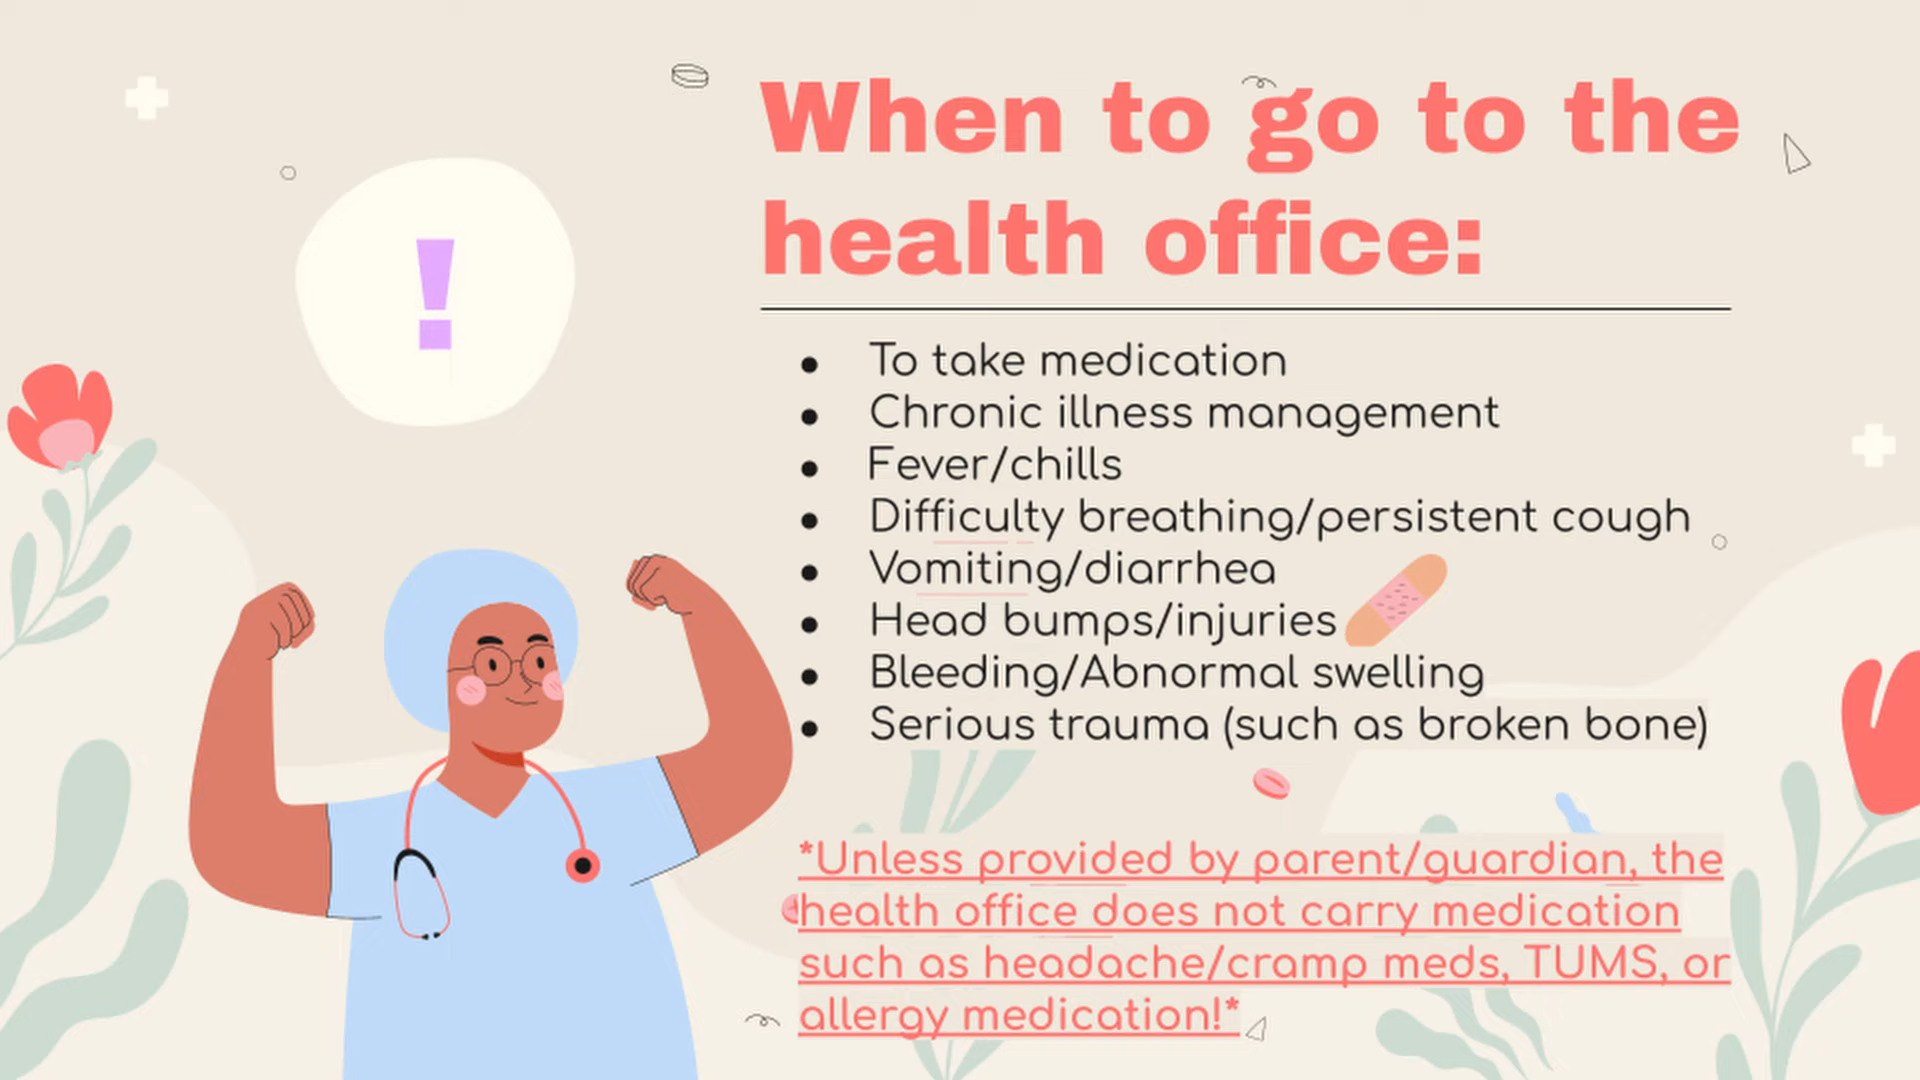 When to go to the
health office:
!
● To take medication
● Chronic illness management
● Fever/chills
● Difficulty breathing/persistent cough
● Vomiting/diarrhea
● Head bumps/injuries
● Bleeding/Abnormal swelling
● Serious trauma (such as broken bone)
*Unless provided by parent/guardian, the
health office does not carry medication
such as headache/cramp meds, TUMS, or
allergy medication!*